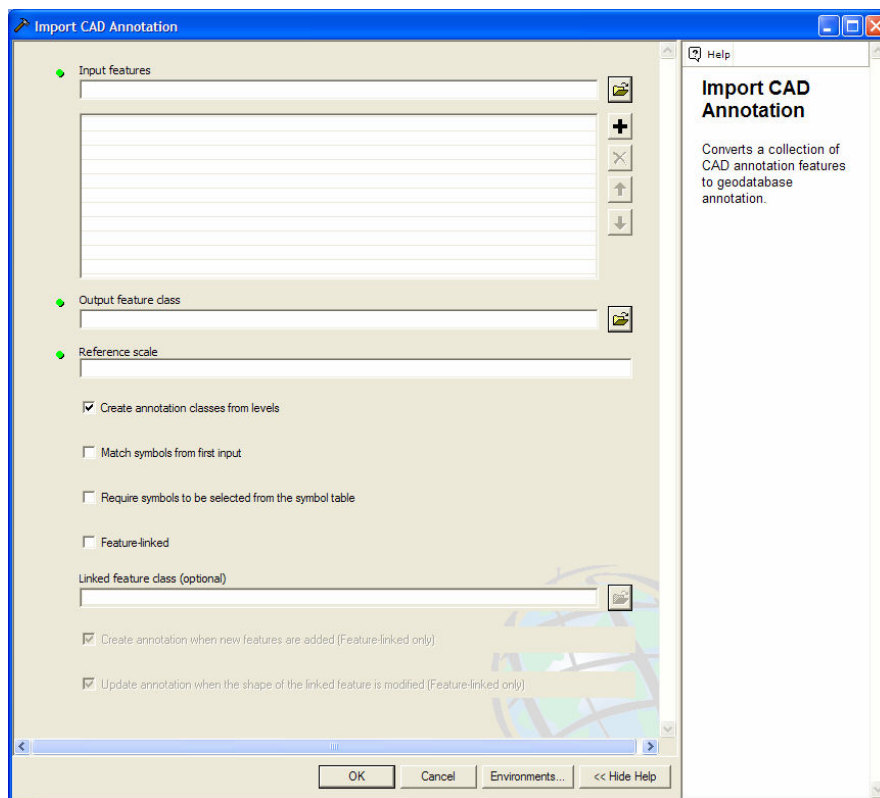 Import CAD Annotation
Input features
Output feature class
Reference scale
Create annotation classes from levels
Match symbols from first input
Require symbols to be selected from the symbol table
Feature-linked
Linked feature class (optional)
Create annotation when new features are added (Feature-linked only)
Update annotation when the shape of the linked feature is modified (Feature-linked only)
OK
Cancel
Environments...
<< Hide Help
Help
Import CAD
Annotation
Converts a collection of
CAD annotation features
to geodatabase
annotation.